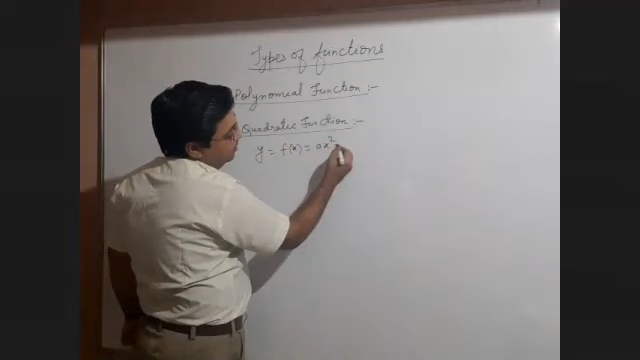 Types of functions
Polynomial Function :-
Quadratic Function :-
y = f(x) = ax²